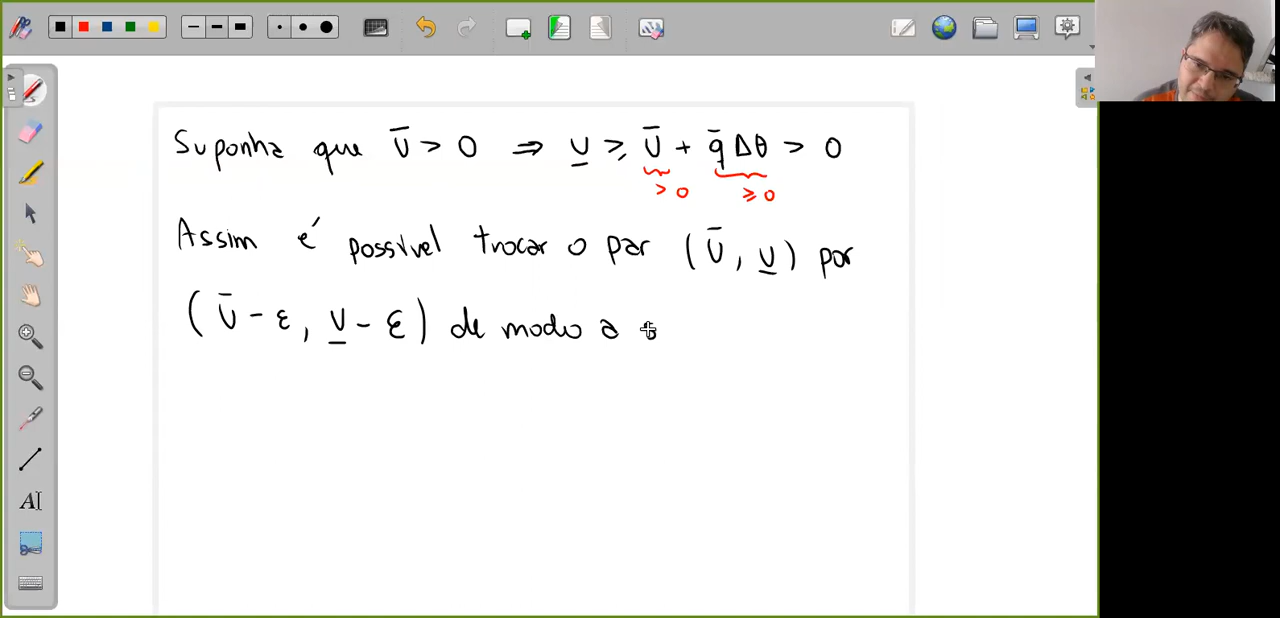 Suponha que Ū > 0 ⇒ U̲ ≥ Ū + q̄ Δθ > 0
> 0 ≥ 0
Assim é possível trocar o par (Ū, U̲) por
(Ū - ε, U̲ - ε) de modo a